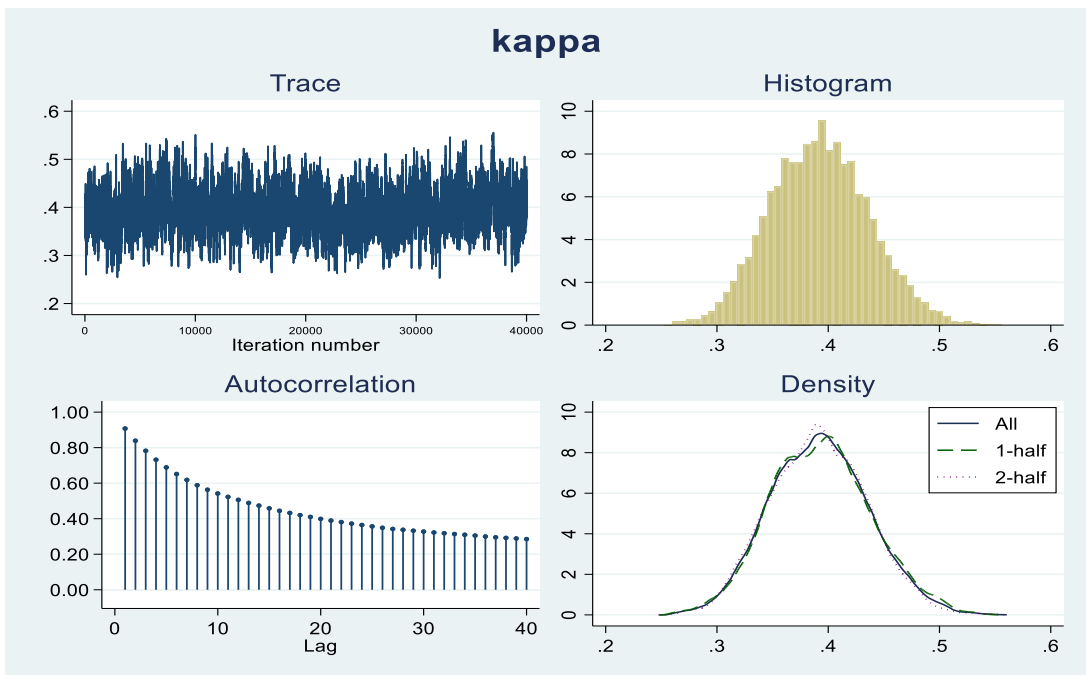 kappa
Trace
.6
.5
.4
.3
.2
0 10000 20000 30000 40000
Iteration number
Histogram
10
8
6
4
2
0
.2 .3 .4 .5 .6
Autocorrelation
1.00
0.80
0.60
0.40
0.20
0.00
0 10 20 30 40
Lag
Density
10
8
6
4
2
0
.2 .3 .4 .5 .6
All
1-half
2-half